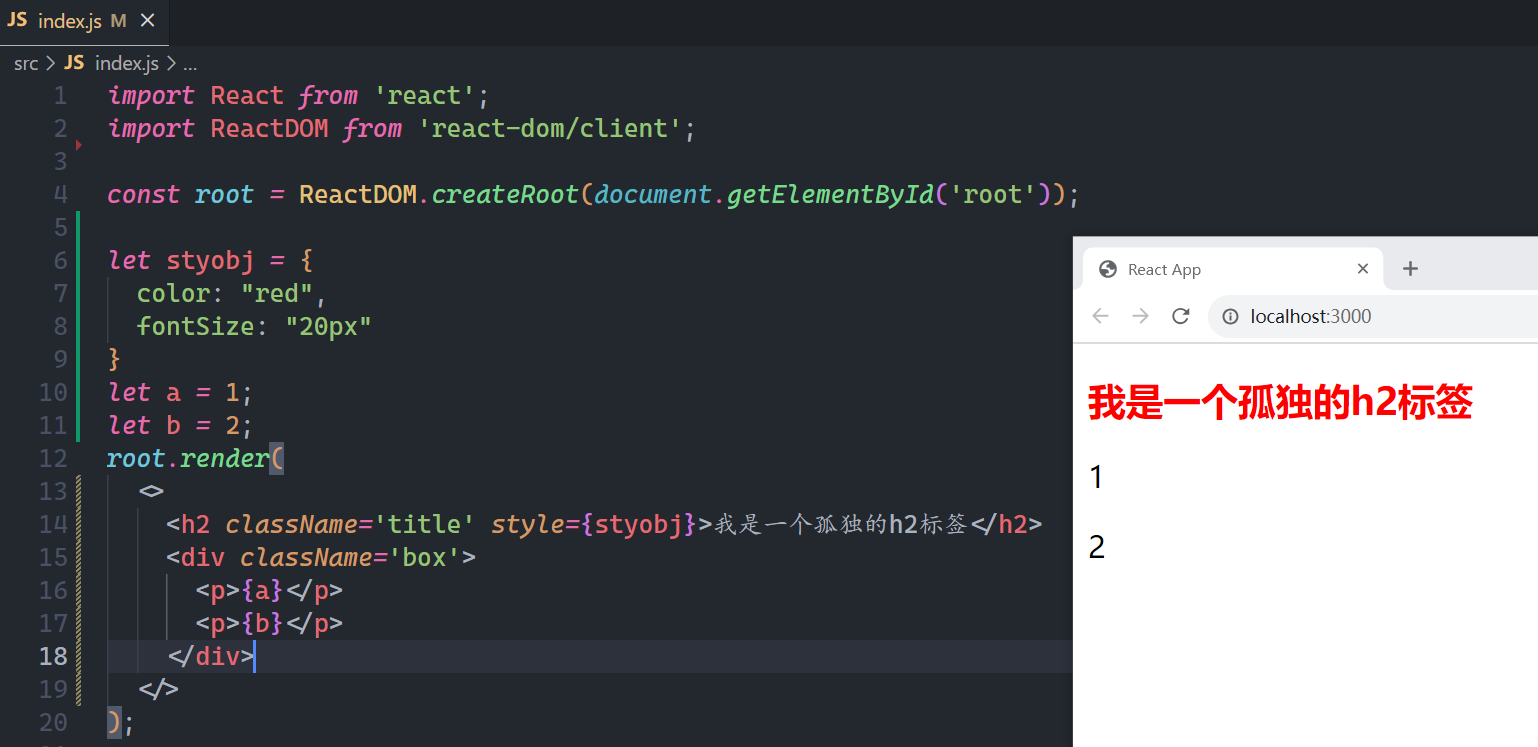 JS index.js M ×
src > JS index.js > ...
1 import React from 'react';
2 import ReactDOM from 'react-dom/client';
3
4 const root = ReactDOM.createRoot(document.getElementById('root'));
5
6 let styobj = {
7   color: "red",
8   fontSize: "20px"
9 }
10 let a = 1;
11 let b = 2;
12 root.render(
13   <>
14     <h2 className='title' style={styobj}>我是一个孤独的h2标签</h2>
15     <div className='box'>
16       <p>{a}</p>
17       <p>{b}</p>
18     </div>
19   </>
20 );
React App
localhost:3000
我是一个孤独的h2标签
1
2